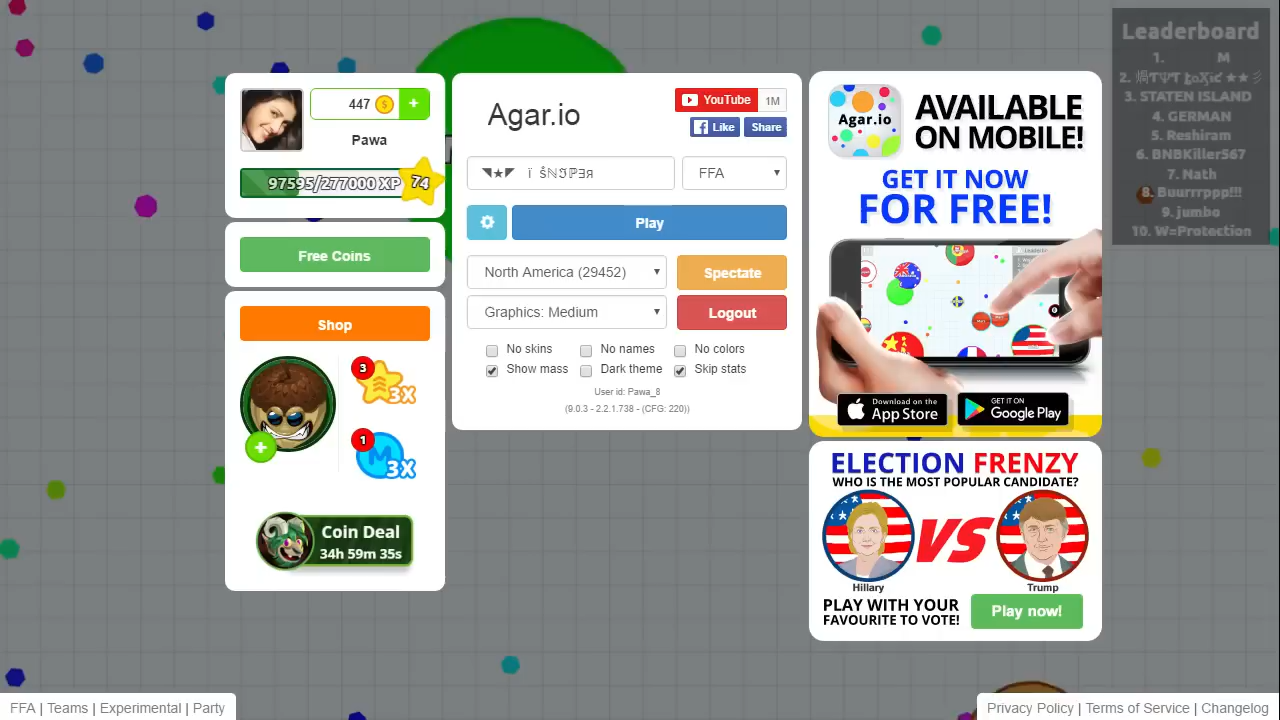 447
+
Pawa
97595/277000 XP
74
Free Coins
Shop
3
3X
+
1
M
3X
Coin Deal
34h 59m 35s
Agar.io
YouTube
1M
Like
Share
FFA
Play
North America (29452)
Spectate
Graphics: Medium
Logout
No skins
No names
No colors
Show mass
Dark theme
Skip stats
User id: Pawa_8
(9.0.3 - 2.2.1.738 - (CFG: 220))
Agar.io
AVAILABLE
ON MOBILE!
GET IT NOW
FOR FREE!
Download on the
App Store
GET IT ON
Google Play
ELECTION FRENZY
WHO IS THE MOST POPULAR CANDIDATE?
VS
Hillary
Trump
PLAY WITH YOUR
FAVOURITE TO VOTE!
Play now!
Leaderboard
1. M
2.
3. STATEN ISLAND
4. GERMAN
5. Reshiram
6. BNBKiller567
7. Nath
8. Buurrrppp!!!
9. jumbo
10. W=Protection
FFA | Teams | Experimental | Party
Privacy Policy | Terms of Service | Changelog